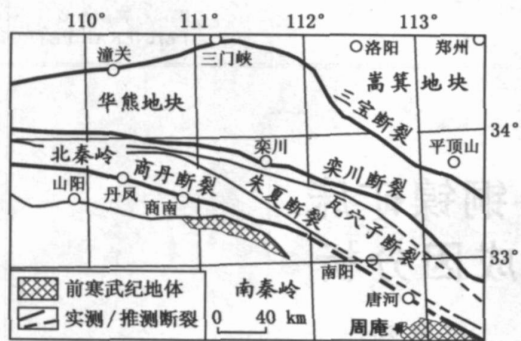 110° 111° 112° 113°
潼关
三门峡
洛阳
郑州
华熊地块
嵩箕地块
三宝断裂
34°
平顶山
栾川
栾川断裂
北秦岭
商丹断裂
朱夏断裂
瓦穴子断裂
山阳
丹凤
商南
33°
南阳
唐河
南秦岭
周庵
前寒武纪地体
实测/推测断裂
0 40 km